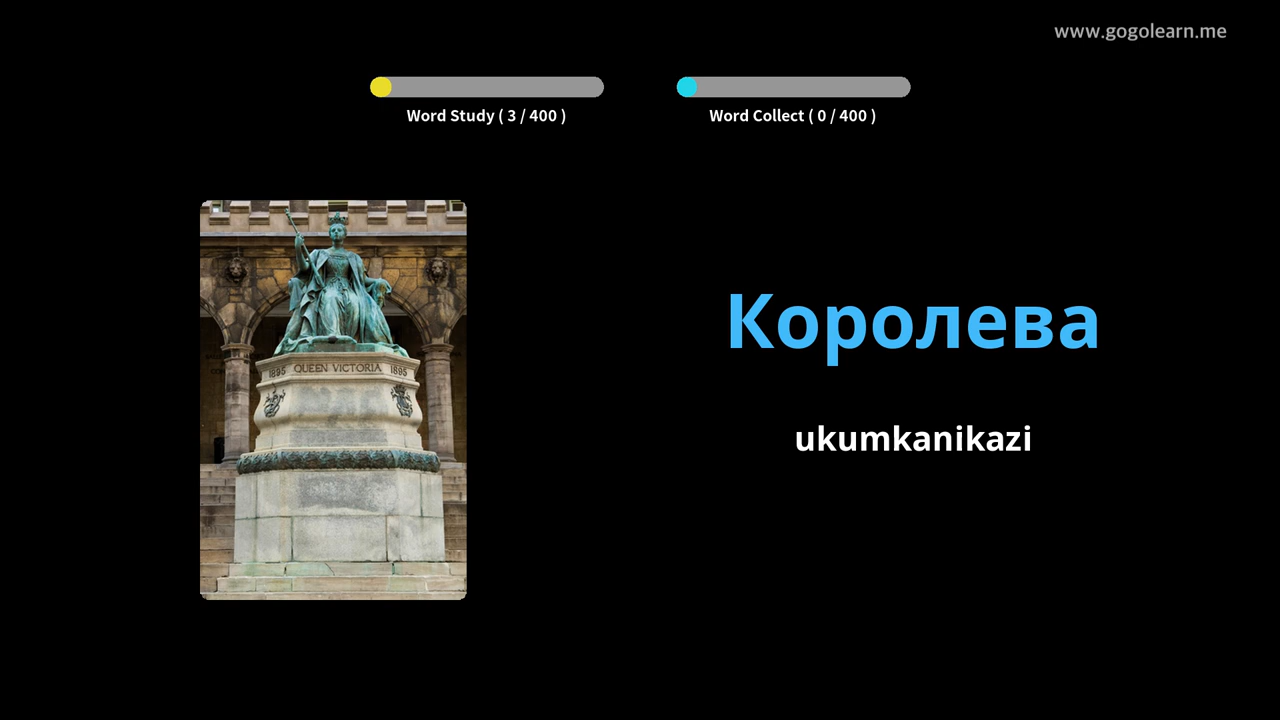 www.gogolearn.me
Word Study ( 3 / 400 )
Word Collect ( 0 / 400 )
1895 QUEEN VICTORIA 1895
Королева
ukumkanikazi